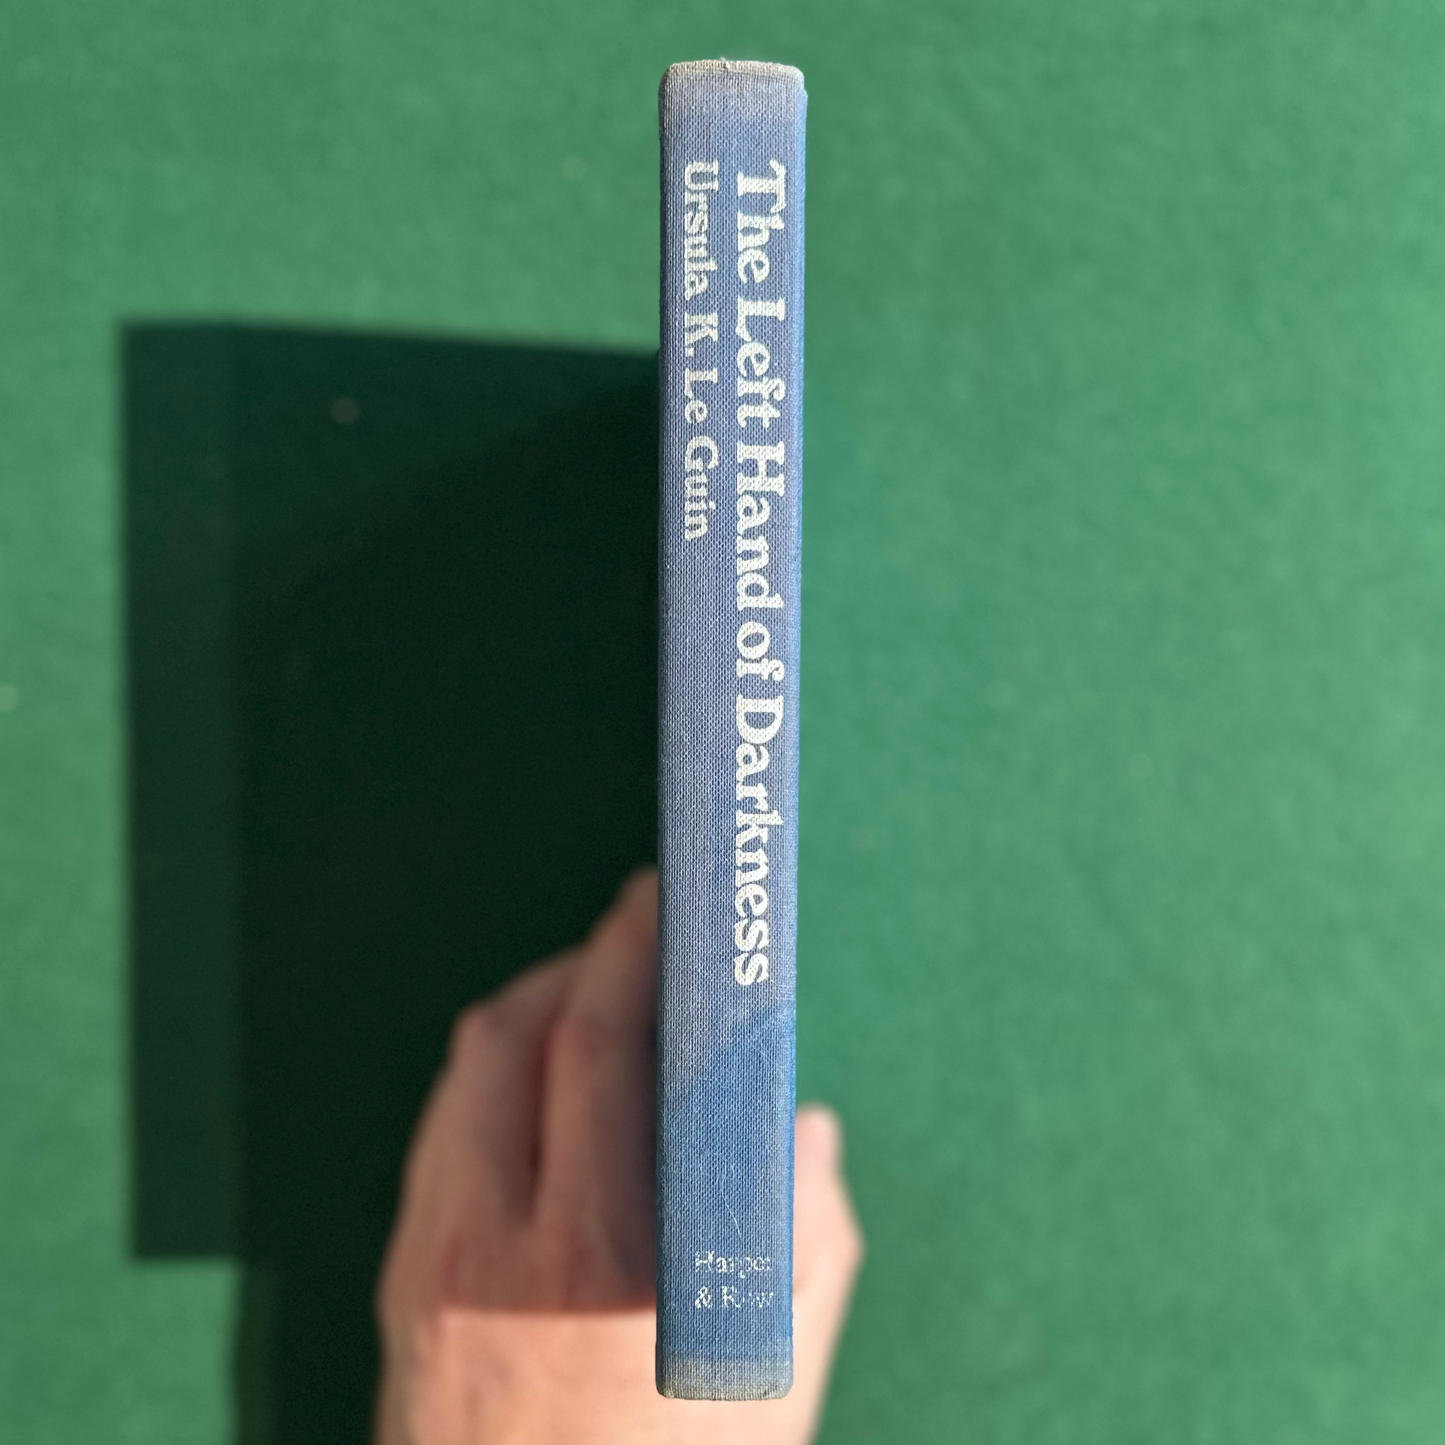 The Left Hand of Darkness
Ursula K. Le Guin
Harper
& Row